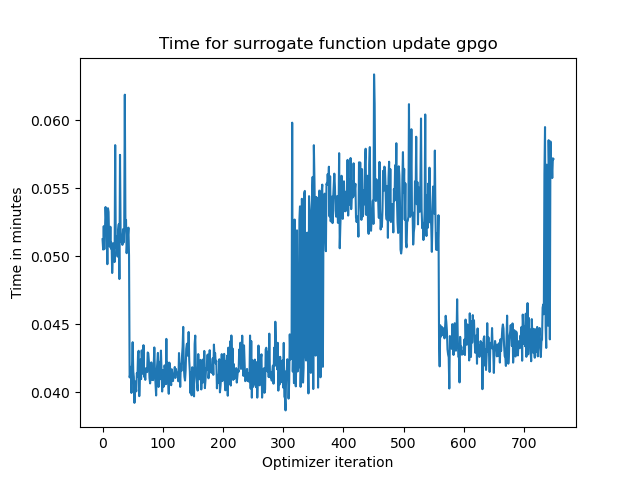 Time for surrogate function update gpgo
0.060
0.055
0.050
0.045
0.040
Time in minutes
0 100 200 300 400 500 600 700
Optimizer iteration